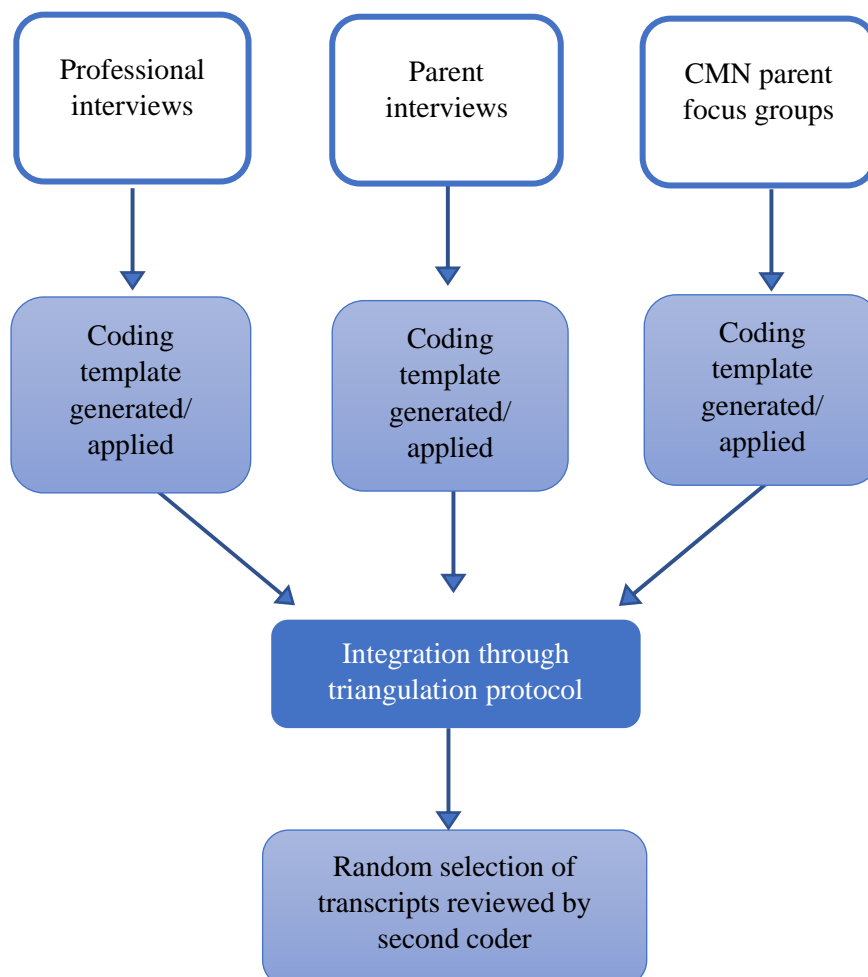 Professional
interviews
Parent
interviews
CMN parent
focus groups
Coding
template
generated/
applied
Coding
template
generated/
applied
Coding
template
generated/
applied
Integration through
triangulation protocol
Random selection of
transcripts reviewed by
second coder